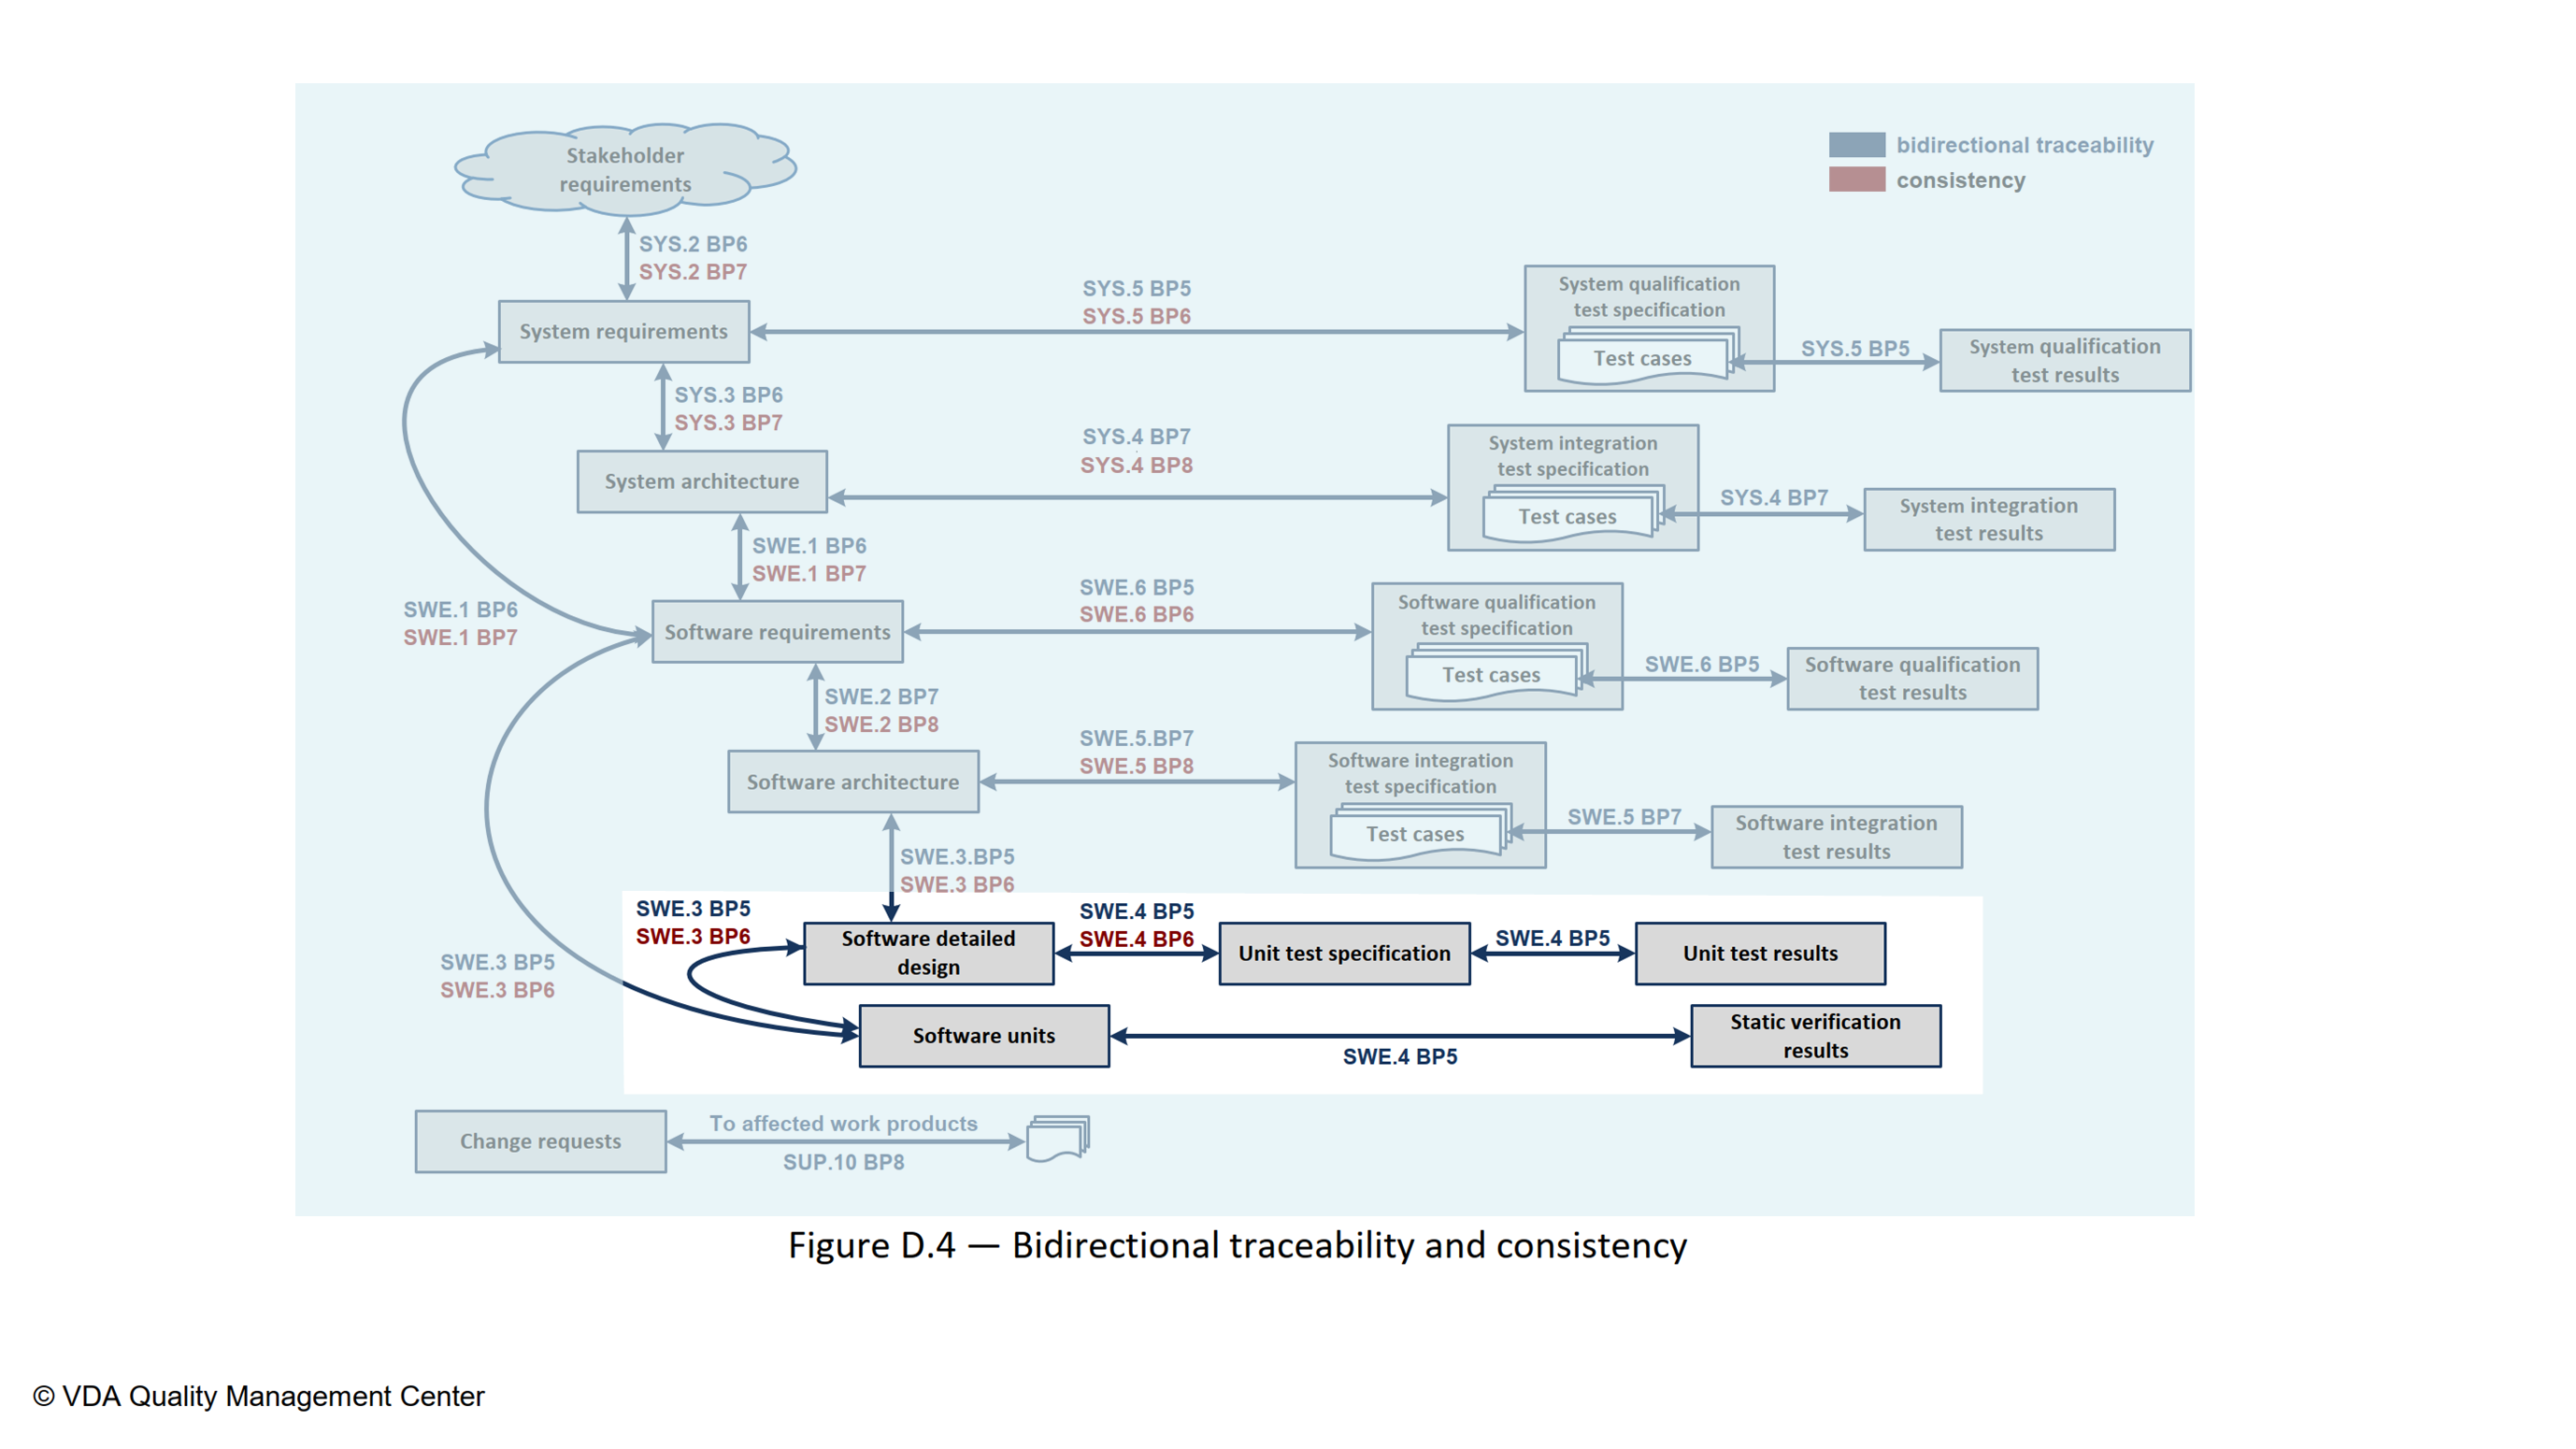 Stakeholder
requirements
bidirectional traceability
consistency
SYS.2 BP6
SYS.2 BP7
System requirements
SYS.5 BP5
SYS.5 BP6
System qualification
test specification
Test cases
SYS.5 BP5
System qualification
test results
SYS.3 BP6
SYS.3 BP7
System architecture
SYS.4 BP7
SYS.4 BP8
System integration
test specification
Test cases
SYS.4 BP7
System integration
test results
SWE.1 BP6
SWE.1 BP7
SWE.1 BP6
SWE.1 BP7
Software requirements
SWE.6 BP5
SWE.6 BP6
Software qualification
test specification
Test cases
SWE.6 BP5
Software qualification
test results
SWE.2 BP7
SWE.2 BP8
Software architecture
SWE.5.BP7
SWE.5 BP8
Software integration
test specification
Test cases
SWE.5 BP7
Software integration
test results
SWE.3.BP5
SWE.3 BP6
SWE.3 BP5
SWE.3 BP6
Software detailed
design
SWE.4 BP5
SWE.4 BP6
Unit test specification
SWE.4 BP5
Unit test results
SWE.3 BP5
SWE.3 BP6
Software units
SWE.4 BP5
Static verification
results
Change requests
To affected work products
SUP.10 BP8
Figure D.4 — Bidirectional traceability and consistency
© VDA Quality Management Center